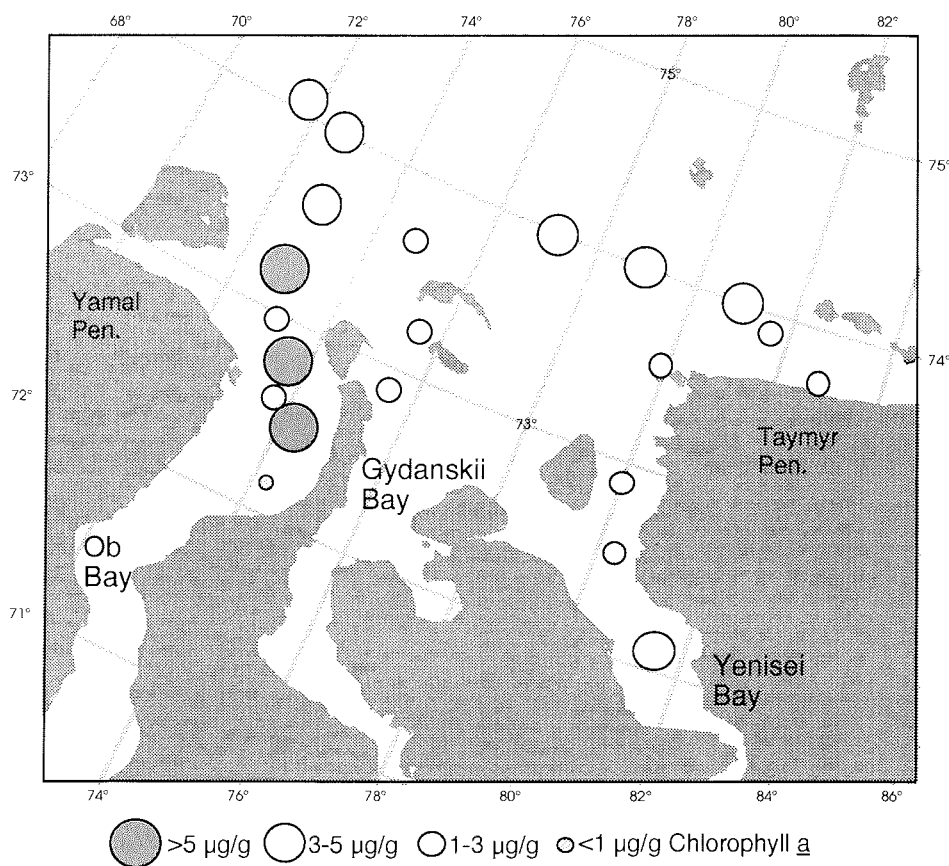 68° 70° 72° 74° 76° 78° 80° 82°
75°
75°
73°
Yamal
Pen.
74°
72°
73°
Taymyr
Pen.
Gydanskii
Bay
Ob
Bay
71°
Yenisei
Bay
74° 76° 78° 80° 82° 84° 86°
>5 µg/g 3-5 µg/g 1-3 µg/g <1 µg/g Chlorophyll a